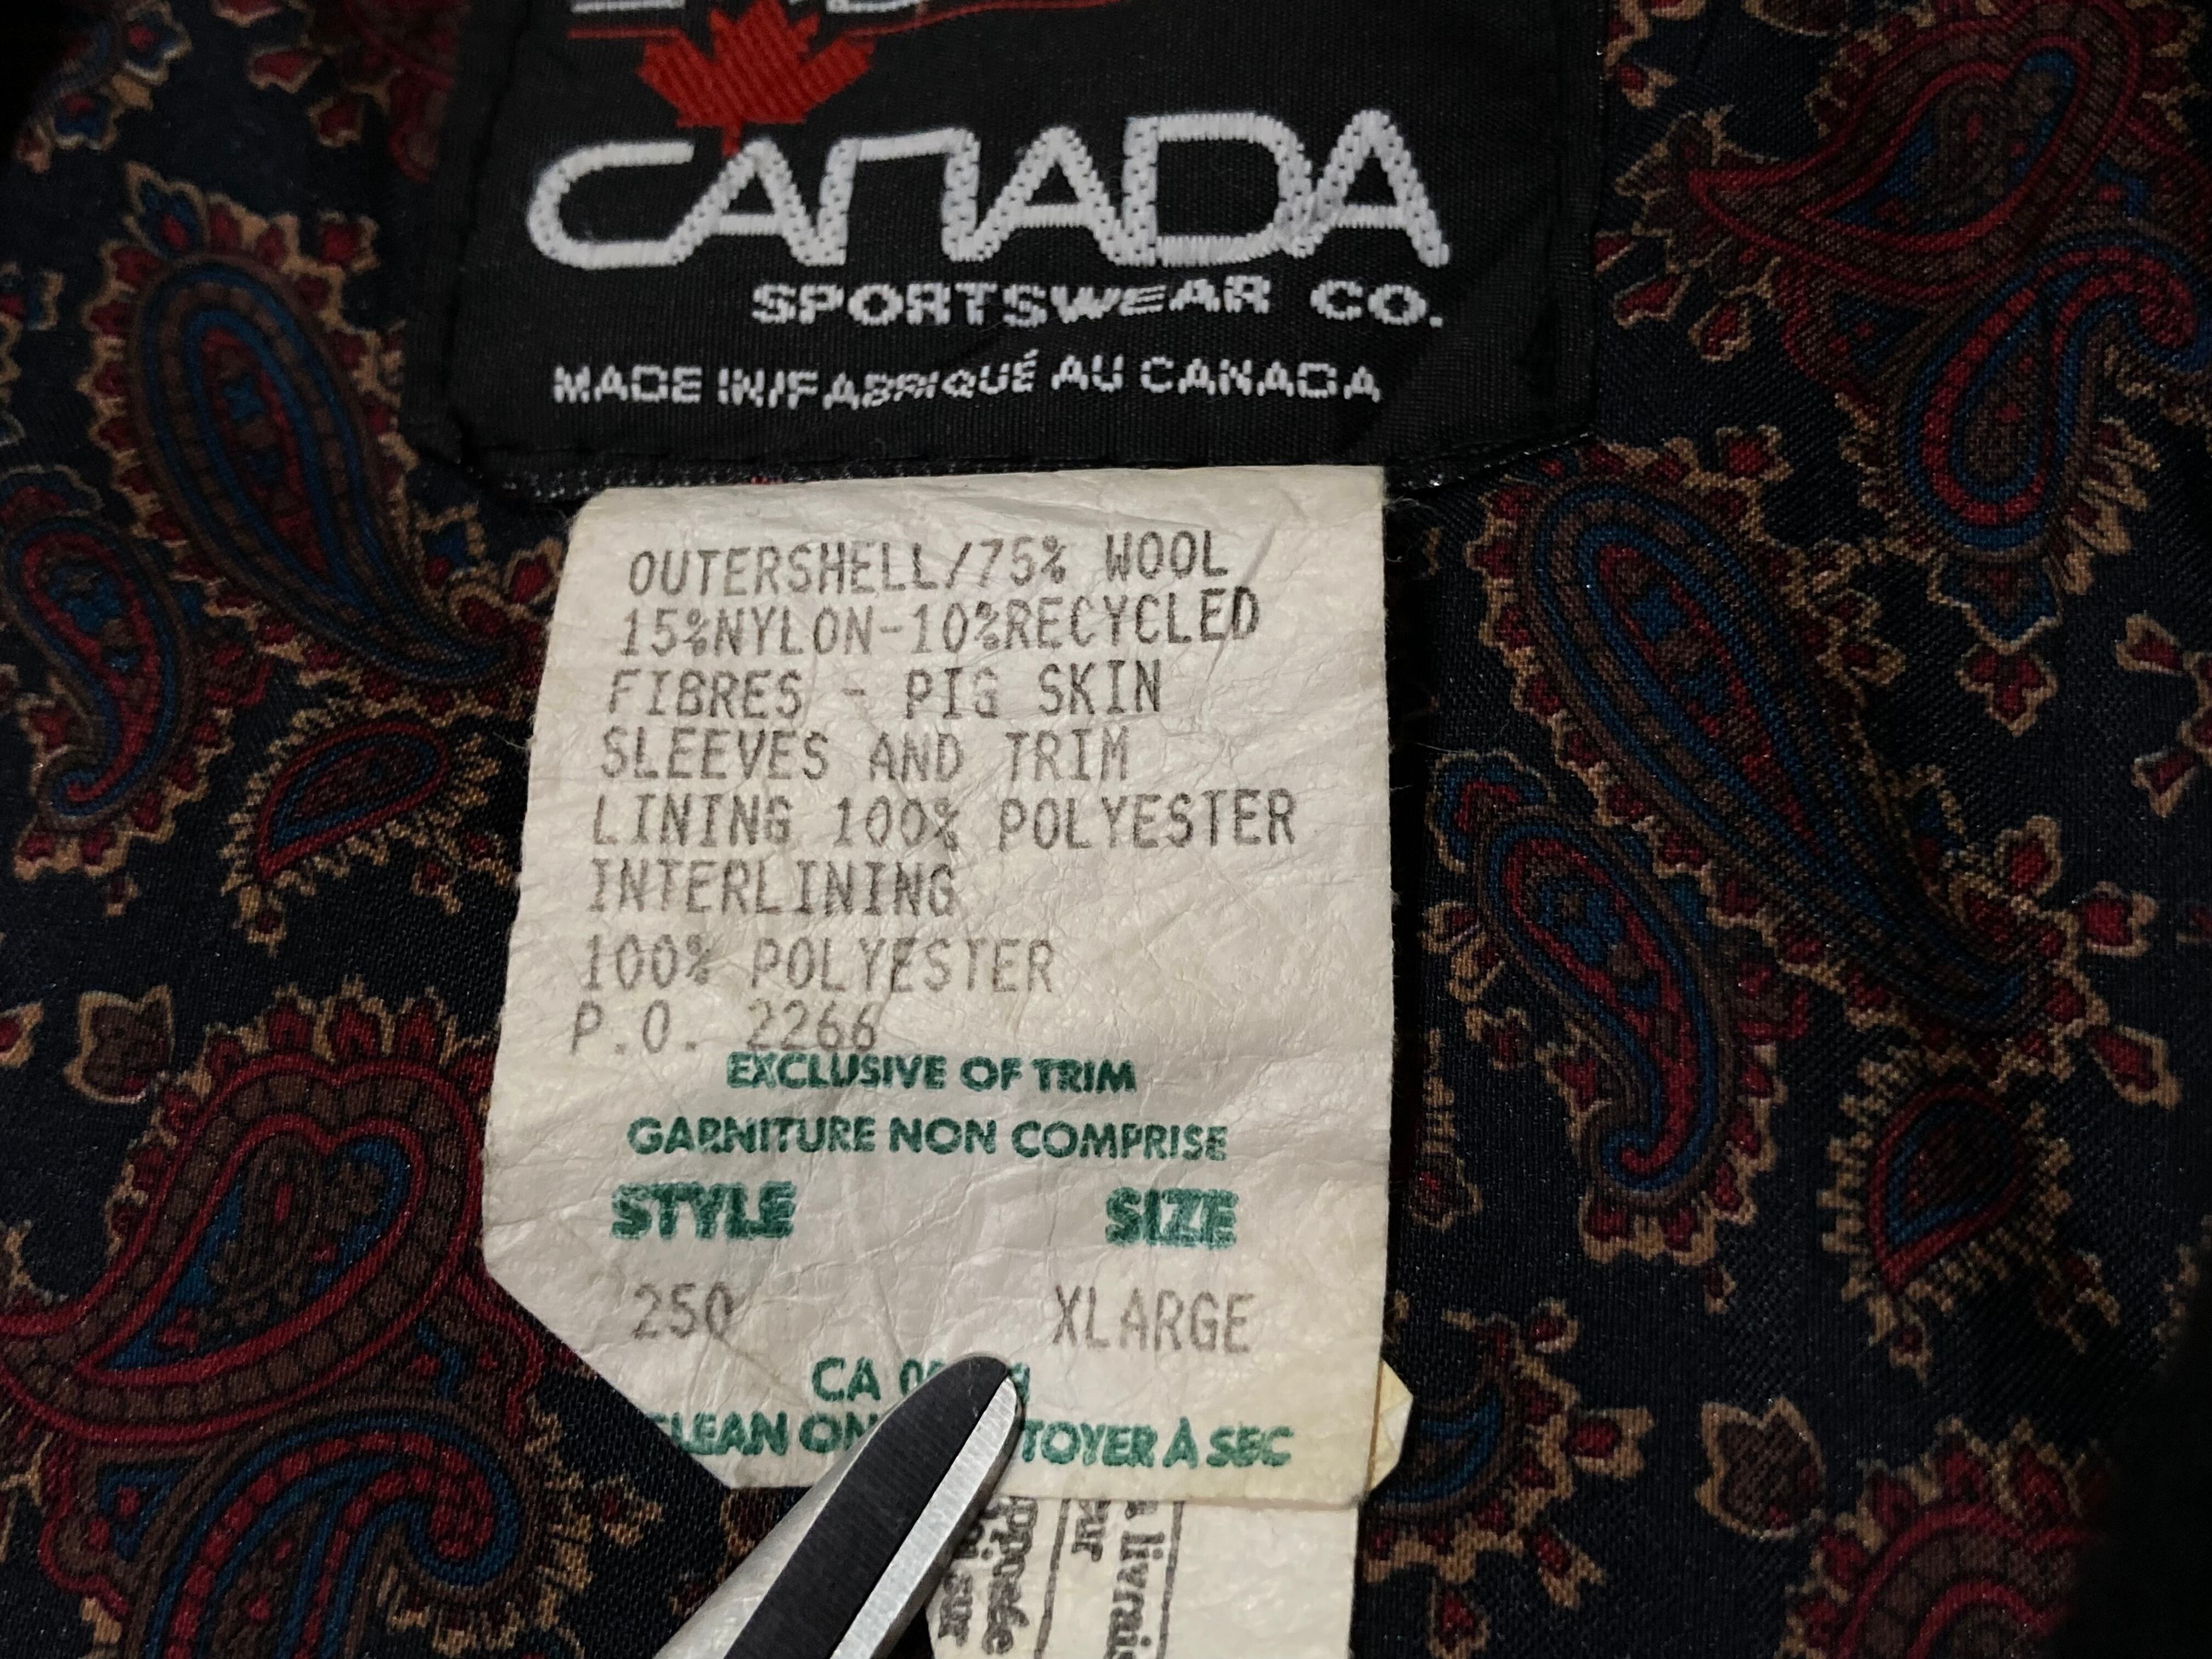 CANADA
SPORTSWEAR CO.
MADE IN/FABRIQUÉ AU CANADA
OUTERSHELL/75% WOOL
15%NYLON-10%RECYCLED
FIBRES - PIG SKIN
SLEEVES AND TRIM
LINING 100% POLYESTER
INTERLINING
100% POLYESTER
P.O. 2266
EXCLUSIVE OF TRIM
GARNITURE NON COMPRISE
STYLE SIZE
250 XLARGE
CA
À SEC